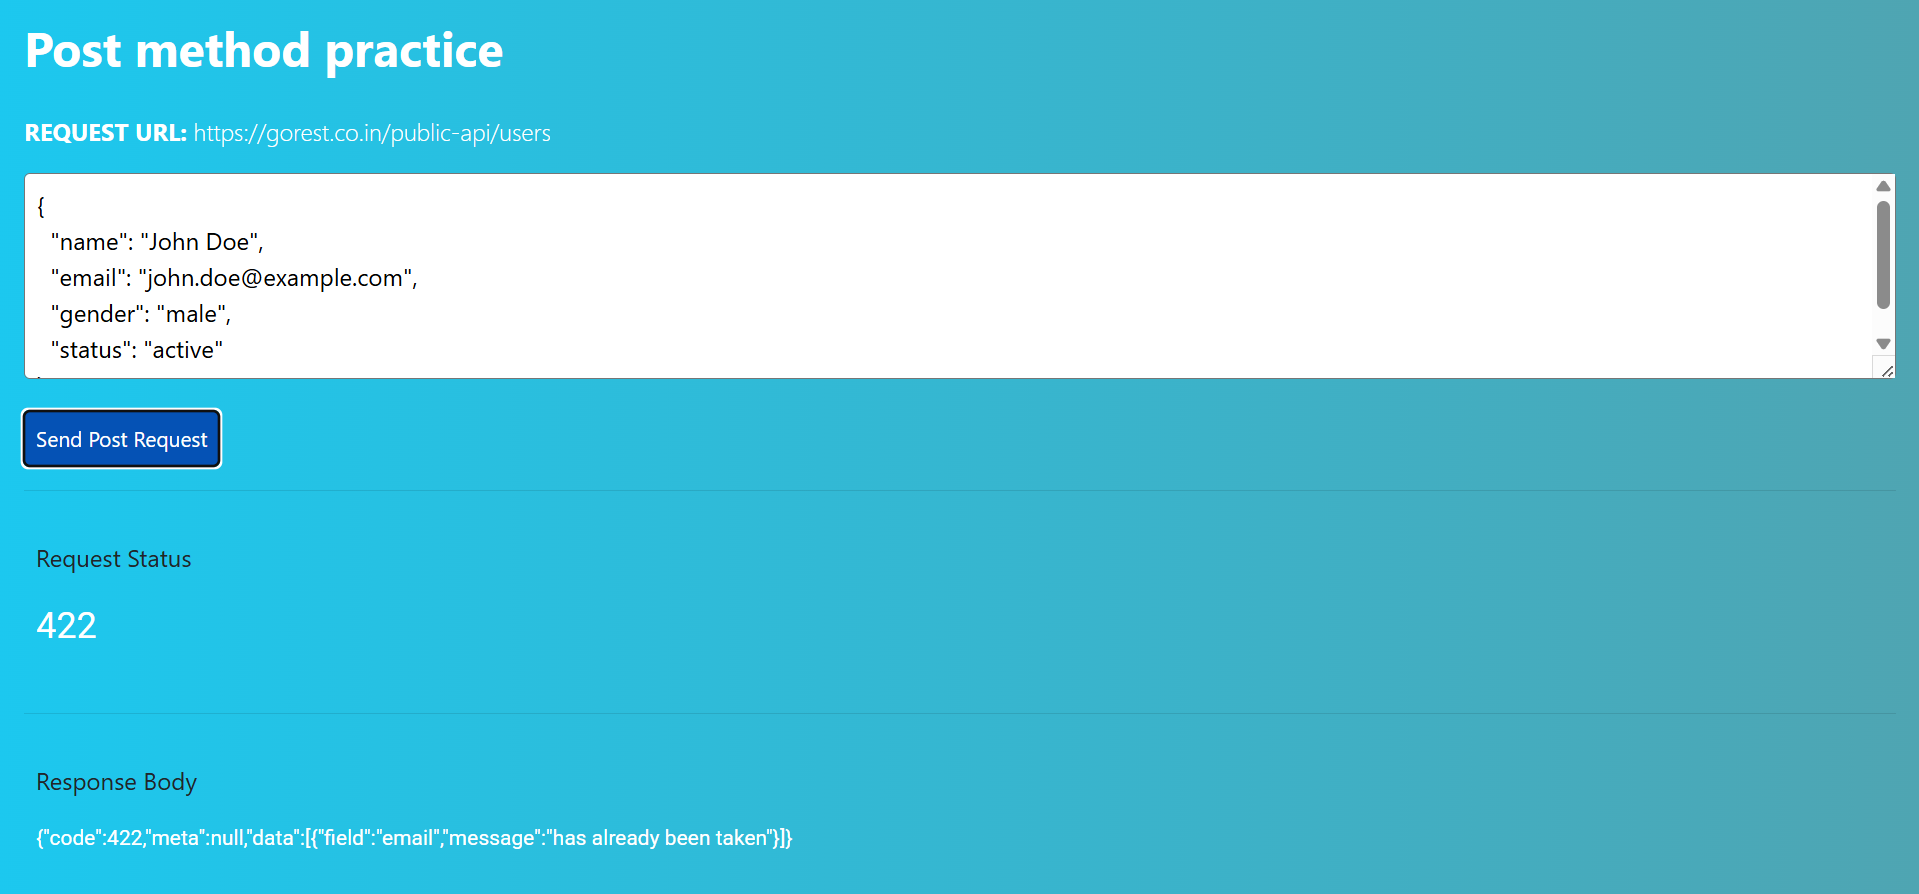 Post method practice
REQUEST URL: https://gorest.co.in/public-api/users
{
"name": "John Doe",
"email": "john.doe@example.com",
"gender": "male",
"status": "active"
Send Post Request
Request Status
422
Response Body
{"code":422,"meta":null,"data":[{"field":"email","message":"has already been taken"}]}